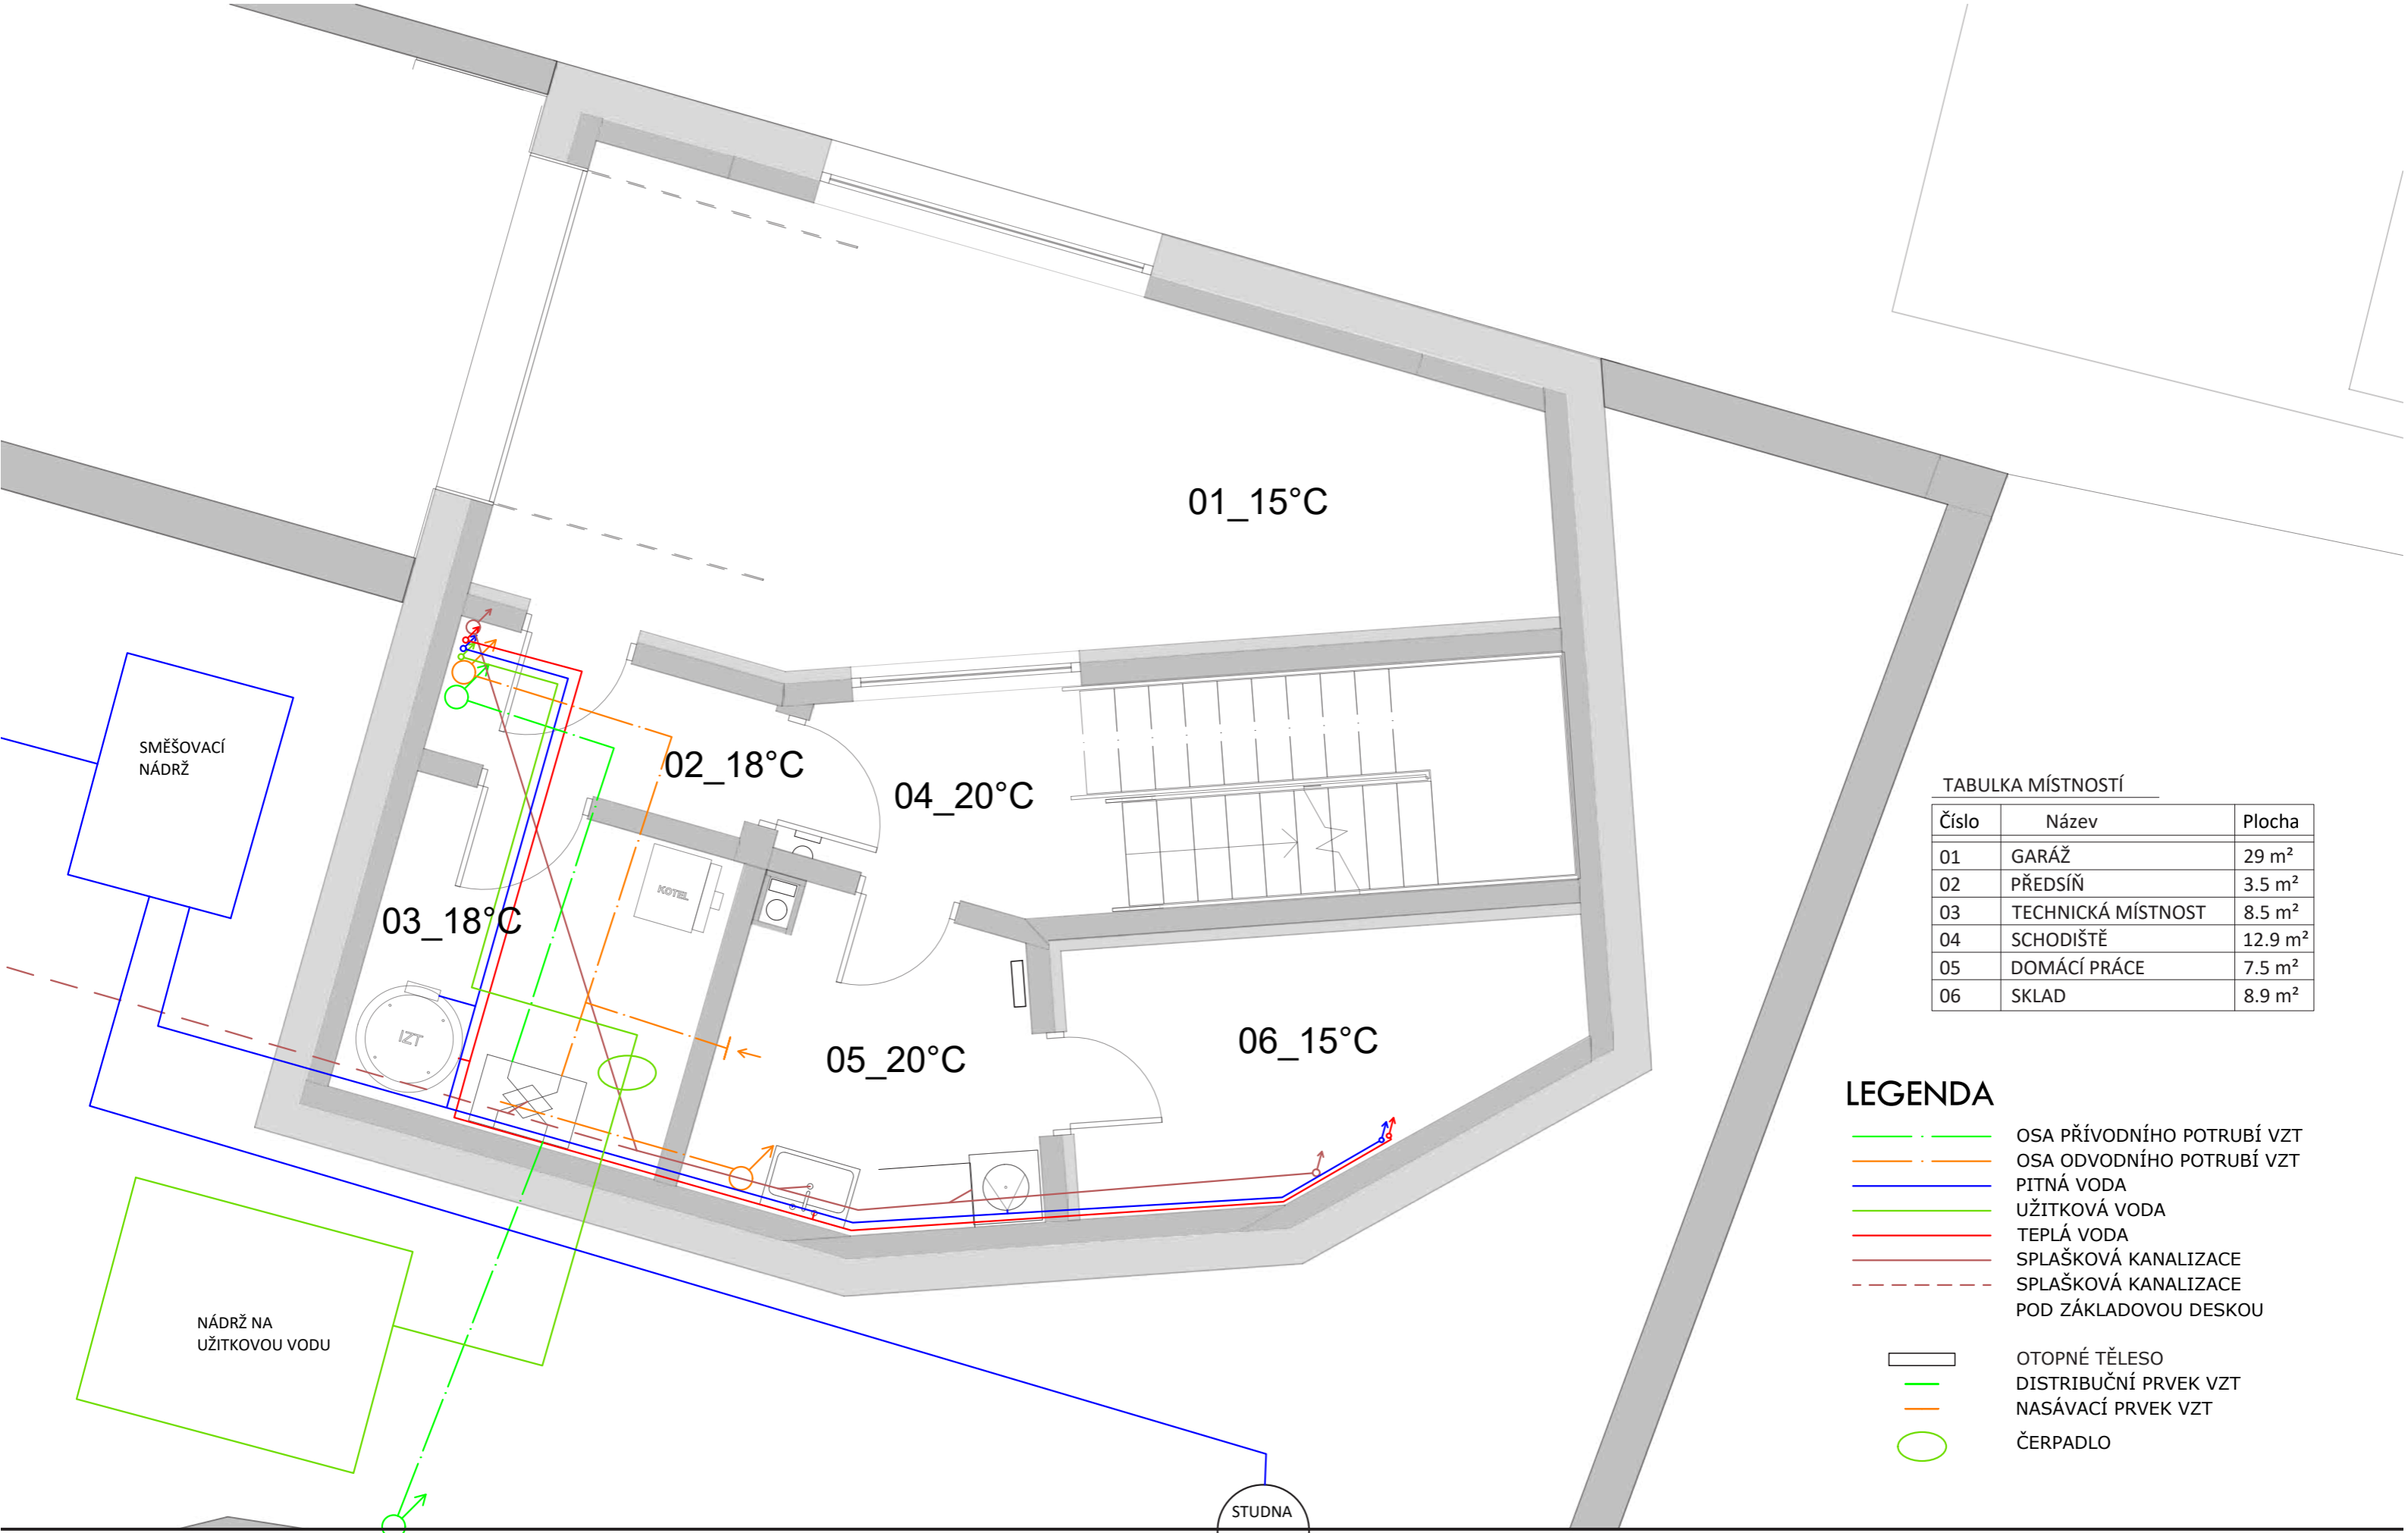 01_15°C
SMĚŠOVACÍ
NÁDRŽ
02_18°C
04_20°C
KOTEL
03_18°C
IZT
05_20°C
06_15°C
NÁDRŽ NA
UŽITKOVOU VODU
STUDNA
TABULKA MÍSTNOSTÍ
Číslo Název Plocha
01 GARÁŽ 29 m²
02 PŘEDSÍŇ 3.5 m²
03 TECHNICKÁ MÍSTNOST 8.5 m²
04 SCHODIŠTĚ 12.9 m²
05 DOMÁCÍ PRÁCE 7.5 m²
06 SKLAD 8.9 m²
LEGENDA
OSA PŘÍVODNÍHO POTRUBÍ VZT
OSA ODVODNÍHO POTRUBÍ VZT
PITNÁ VODA
UŽITKOVÁ VODA
TEPLÁ VODA
SPLAŠKOVÁ KANALIZACE
SPLAŠKOVÁ KANALIZACE
POD ZÁKLADOVOU DESKOU
OTOPNÉ TĚLESO
DISTRIBUČNÍ PRVEK VZT
NASÁVACÍ PRVEK VZT
ČERPADLO